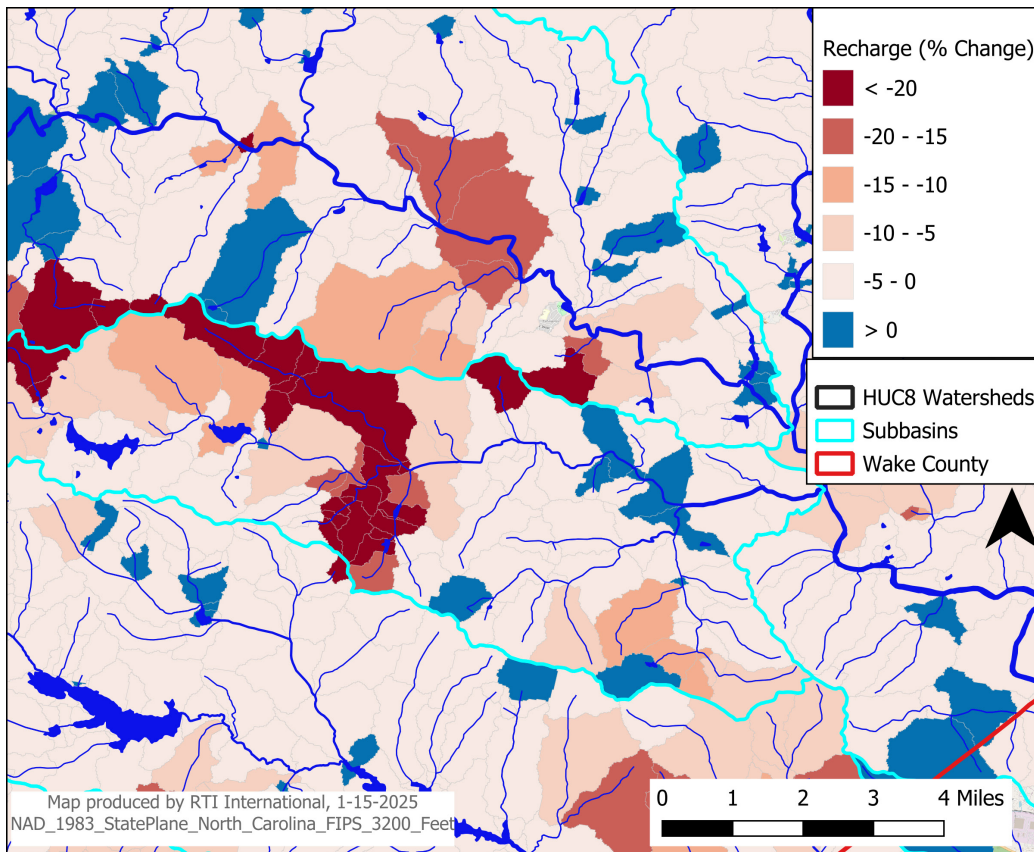 Recharge (% Change)
< -20
-20 - -15
-15 - -10
-10 - -5
-5 - 0
> 0
HUC8 Watersheds
Subbasins
Wake County
Map produced by RTI International, 1-15-2025
NAD_1983_StatePlane_North_Carolina_FIPS_3200_Feet
0 1 2 3 4 Miles